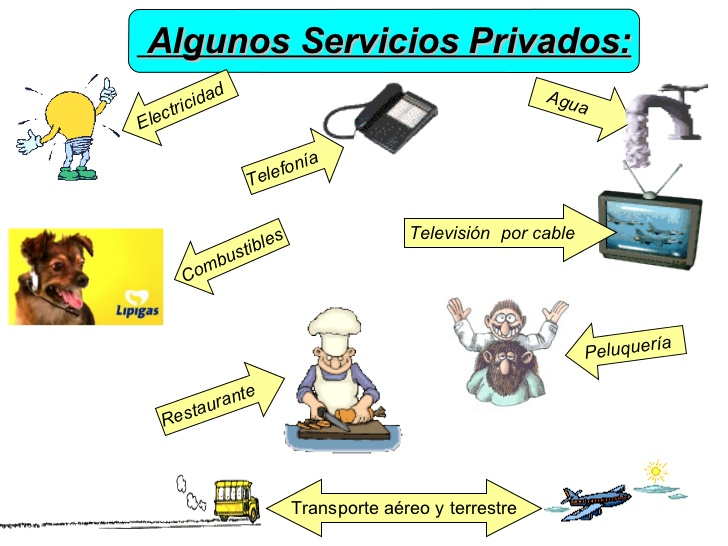 Algunos Servicios Privados:
Electricidad
Agua
Telefonía
Televisión por cable
Combustibles
Lipigas
Peluquería
Restaurante
Transporte aéreo y terrestre